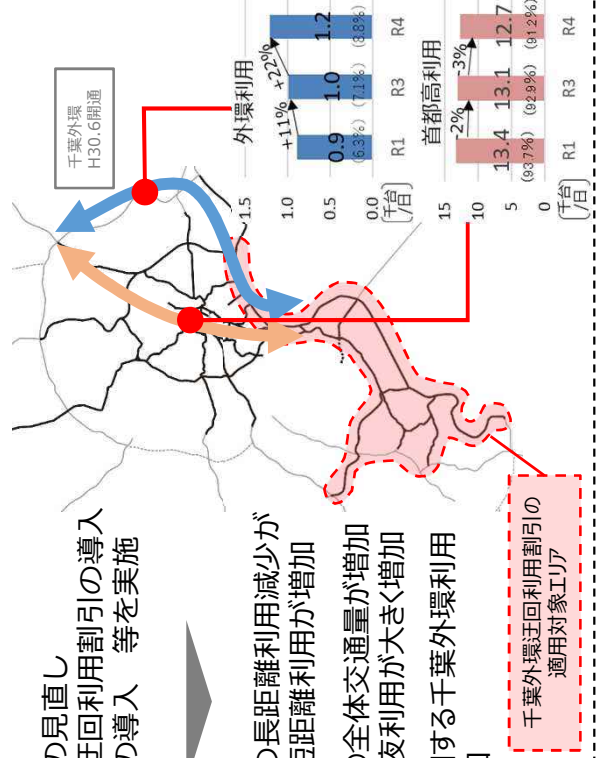 の見直し
迂回利用割引の導入
の導入　等を実施
の長距離利用減少が
短距離利用が増加
の全体交通量が増加
夜利用が大きく増加
する千葉外環利用
千葉外環
H30.6開通
千葉外環迂回利用割引の
適用対象エリア
外環利用
+11%
+22%
1.5
1.0
0.5
0.0
0.9
1.0
1.2
(6.3%)
(7.1%)
(8.8%)
R1
R3
R4
千台
/日
首都高利用
-2%
-3%
15
10
5
0
13.4
13.1
12.7
(93.7%)
(92.9%)
(91.2%)
R1
R3
R4
千台
/日